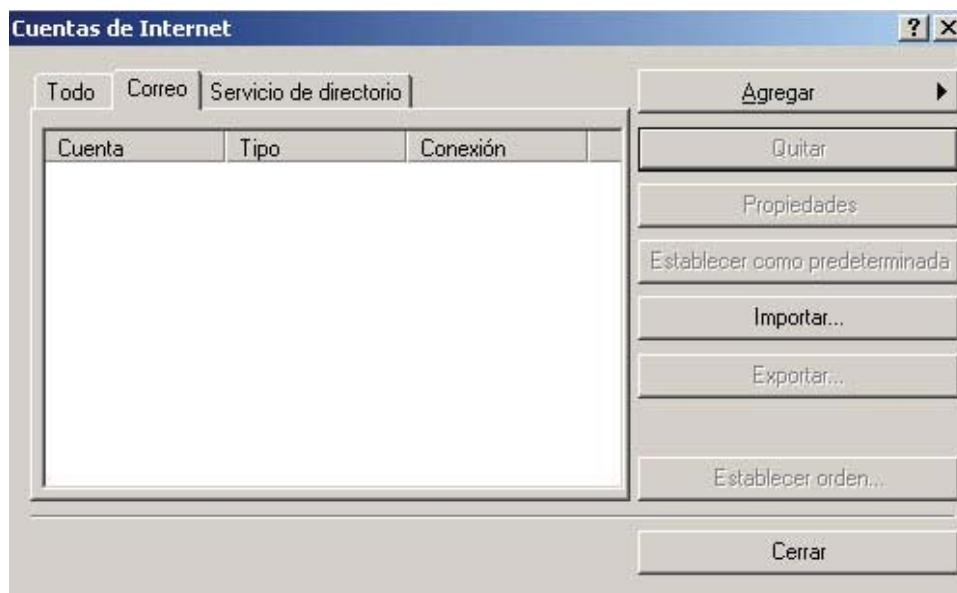 Cuentas de Internet
Todo Correo Servicio de directorio
Cuenta Tipo Conexión
Agregar
Quitar
Propiedades
Establecer como predeterminada
Importar...
Exportar...
Establecer orden...
Cerrar